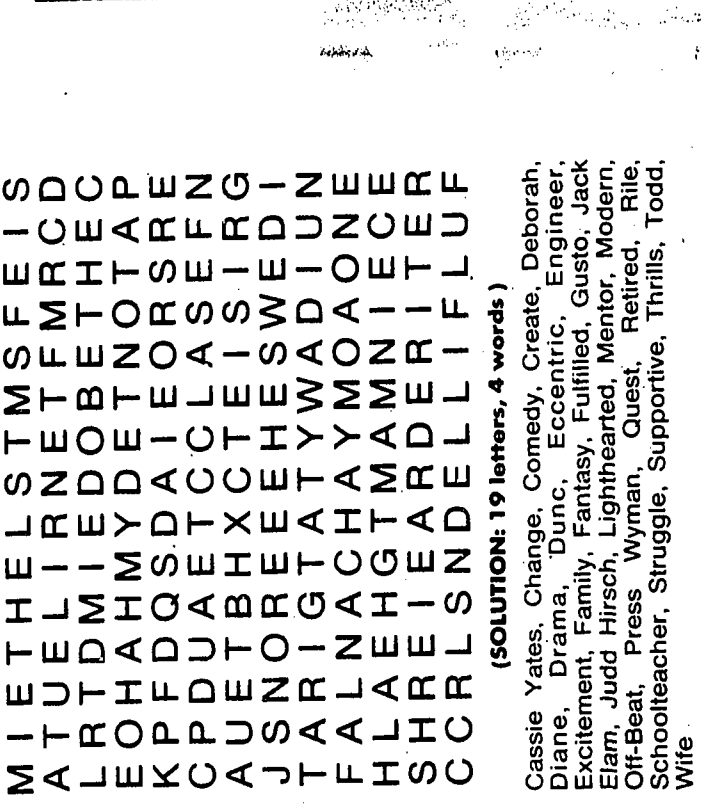 M I E T H E L S T M S F E I S
A T U E L I R N E T F M R C D
L R T D M I E D O B E T H E C
E O H A H M Y D E T N O T A P
K P F D Q S D A I E O R S R E
C P D U A E T C C L A S E F N
A U E T B H X C T E I S I R G
J S N O R E E E H E S W E D I
T A R I G T A T Y W A D I U N
F A L N A C H A Y M O A O N E
H L A E H G T M A M N I E C E
S H R E I E A R D E R I T E R
C C R L S N D E L L I F L U F
(SOLUTION: 19 letters, 4 words)
Cassie Yates, Change, Comedy, Create, Deborah,
Diane, Drama, Dunc, Eccentric, Engineer,
Excitement, Family, Fantasy, Fulfilled, Gusto, Jack
Elam, Judd Hirsch, Lighthearted, Mentor, Modern,
Off-Beat, Press Wyman, Quest, Retired, Rile,
Schoolteacher, Struggle, Supportive, Thrills, Todd,
Wife